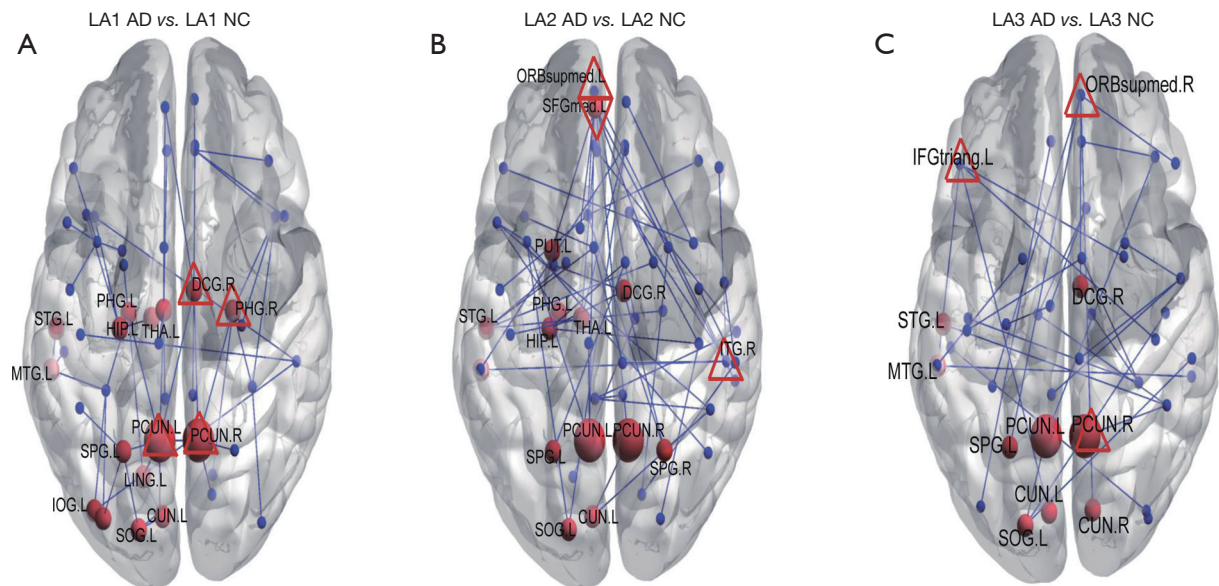 LA1 AD vs. LA1 NC
A
DCG.R
PHG.L
PHG.R
STG.L
HIP.L
THA.L
MTG.L
PCUN.L
PCUN.R
SPG.L
LING.L
IOG.L
SOG.L
CUN.L
LA2 AD vs. LA2 NC
B
ORBsupmed.L
SFGmed.L
PUT.L
PHG.L
DCG.R
STG.L
THA.L
HIP.L
ITG.R
PCUN.L
PCUN.R
SPG.L
SPG.R
SOG.L
CUN.L
LA3 AD vs. LA3 NC
C
ORBsupmed.R
IFGtriang.L
DCG.R
STG.L
MTG.L
PCUN.L
PCUN.R
SPG.L
CUN.L
SOG.L
CUN.R